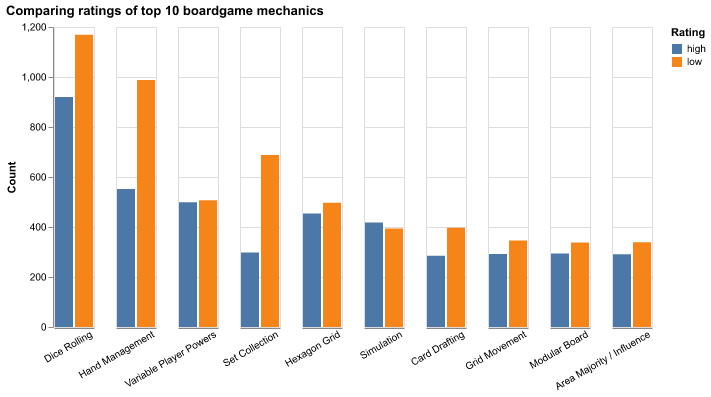 Comparing ratings of top 10 boardgame mechanics
Rating
high
low
Count
1,200
1,000
800
600
400
200
0
Dice Rolling
Hand Management
Variable Player Powers
Set Collection
Hexagon Grid
Simulation
Card Drafting
Grid Movement
Modular Board
Area Majority / Influence